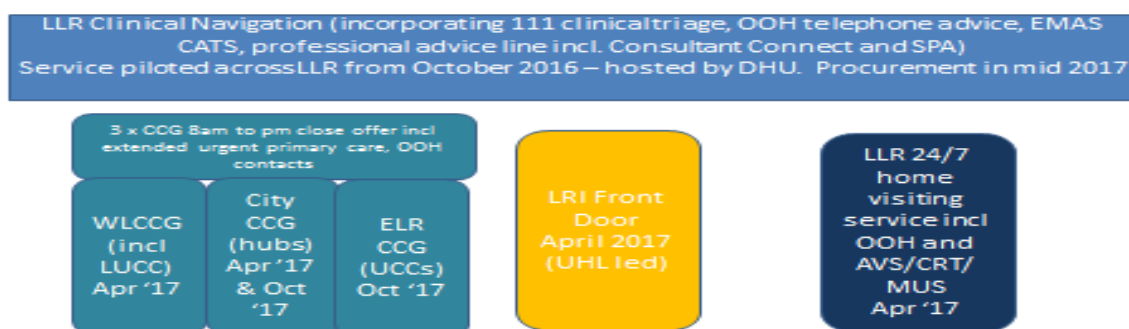 LLR Clinical Navigation (incorporating 111 clinicaltriage, OOH telephone advice, EMAS
CATS, professional advice line incl. Consultant Connect and SPA)
Service piloted acrossLLR from October 2016 – hosted by DHU.  Procurement in mid 2017
3 x CCG 8am to pm close offer incl
extended urgent primary care, OOH
contacts
WLCCG
(incl
LUCC)
Apr ‘17
City
CCG
(hubs)
Apr ‘17
& Oct
‘17
ELR
CCG
(UCCs)
Oct ‘17
LRI Front
Door
April 2017
(UHL led)
LLR 24/7
home
visiting
service incl
OOH and
AVS/CRT/
MUS
Apr ‘17